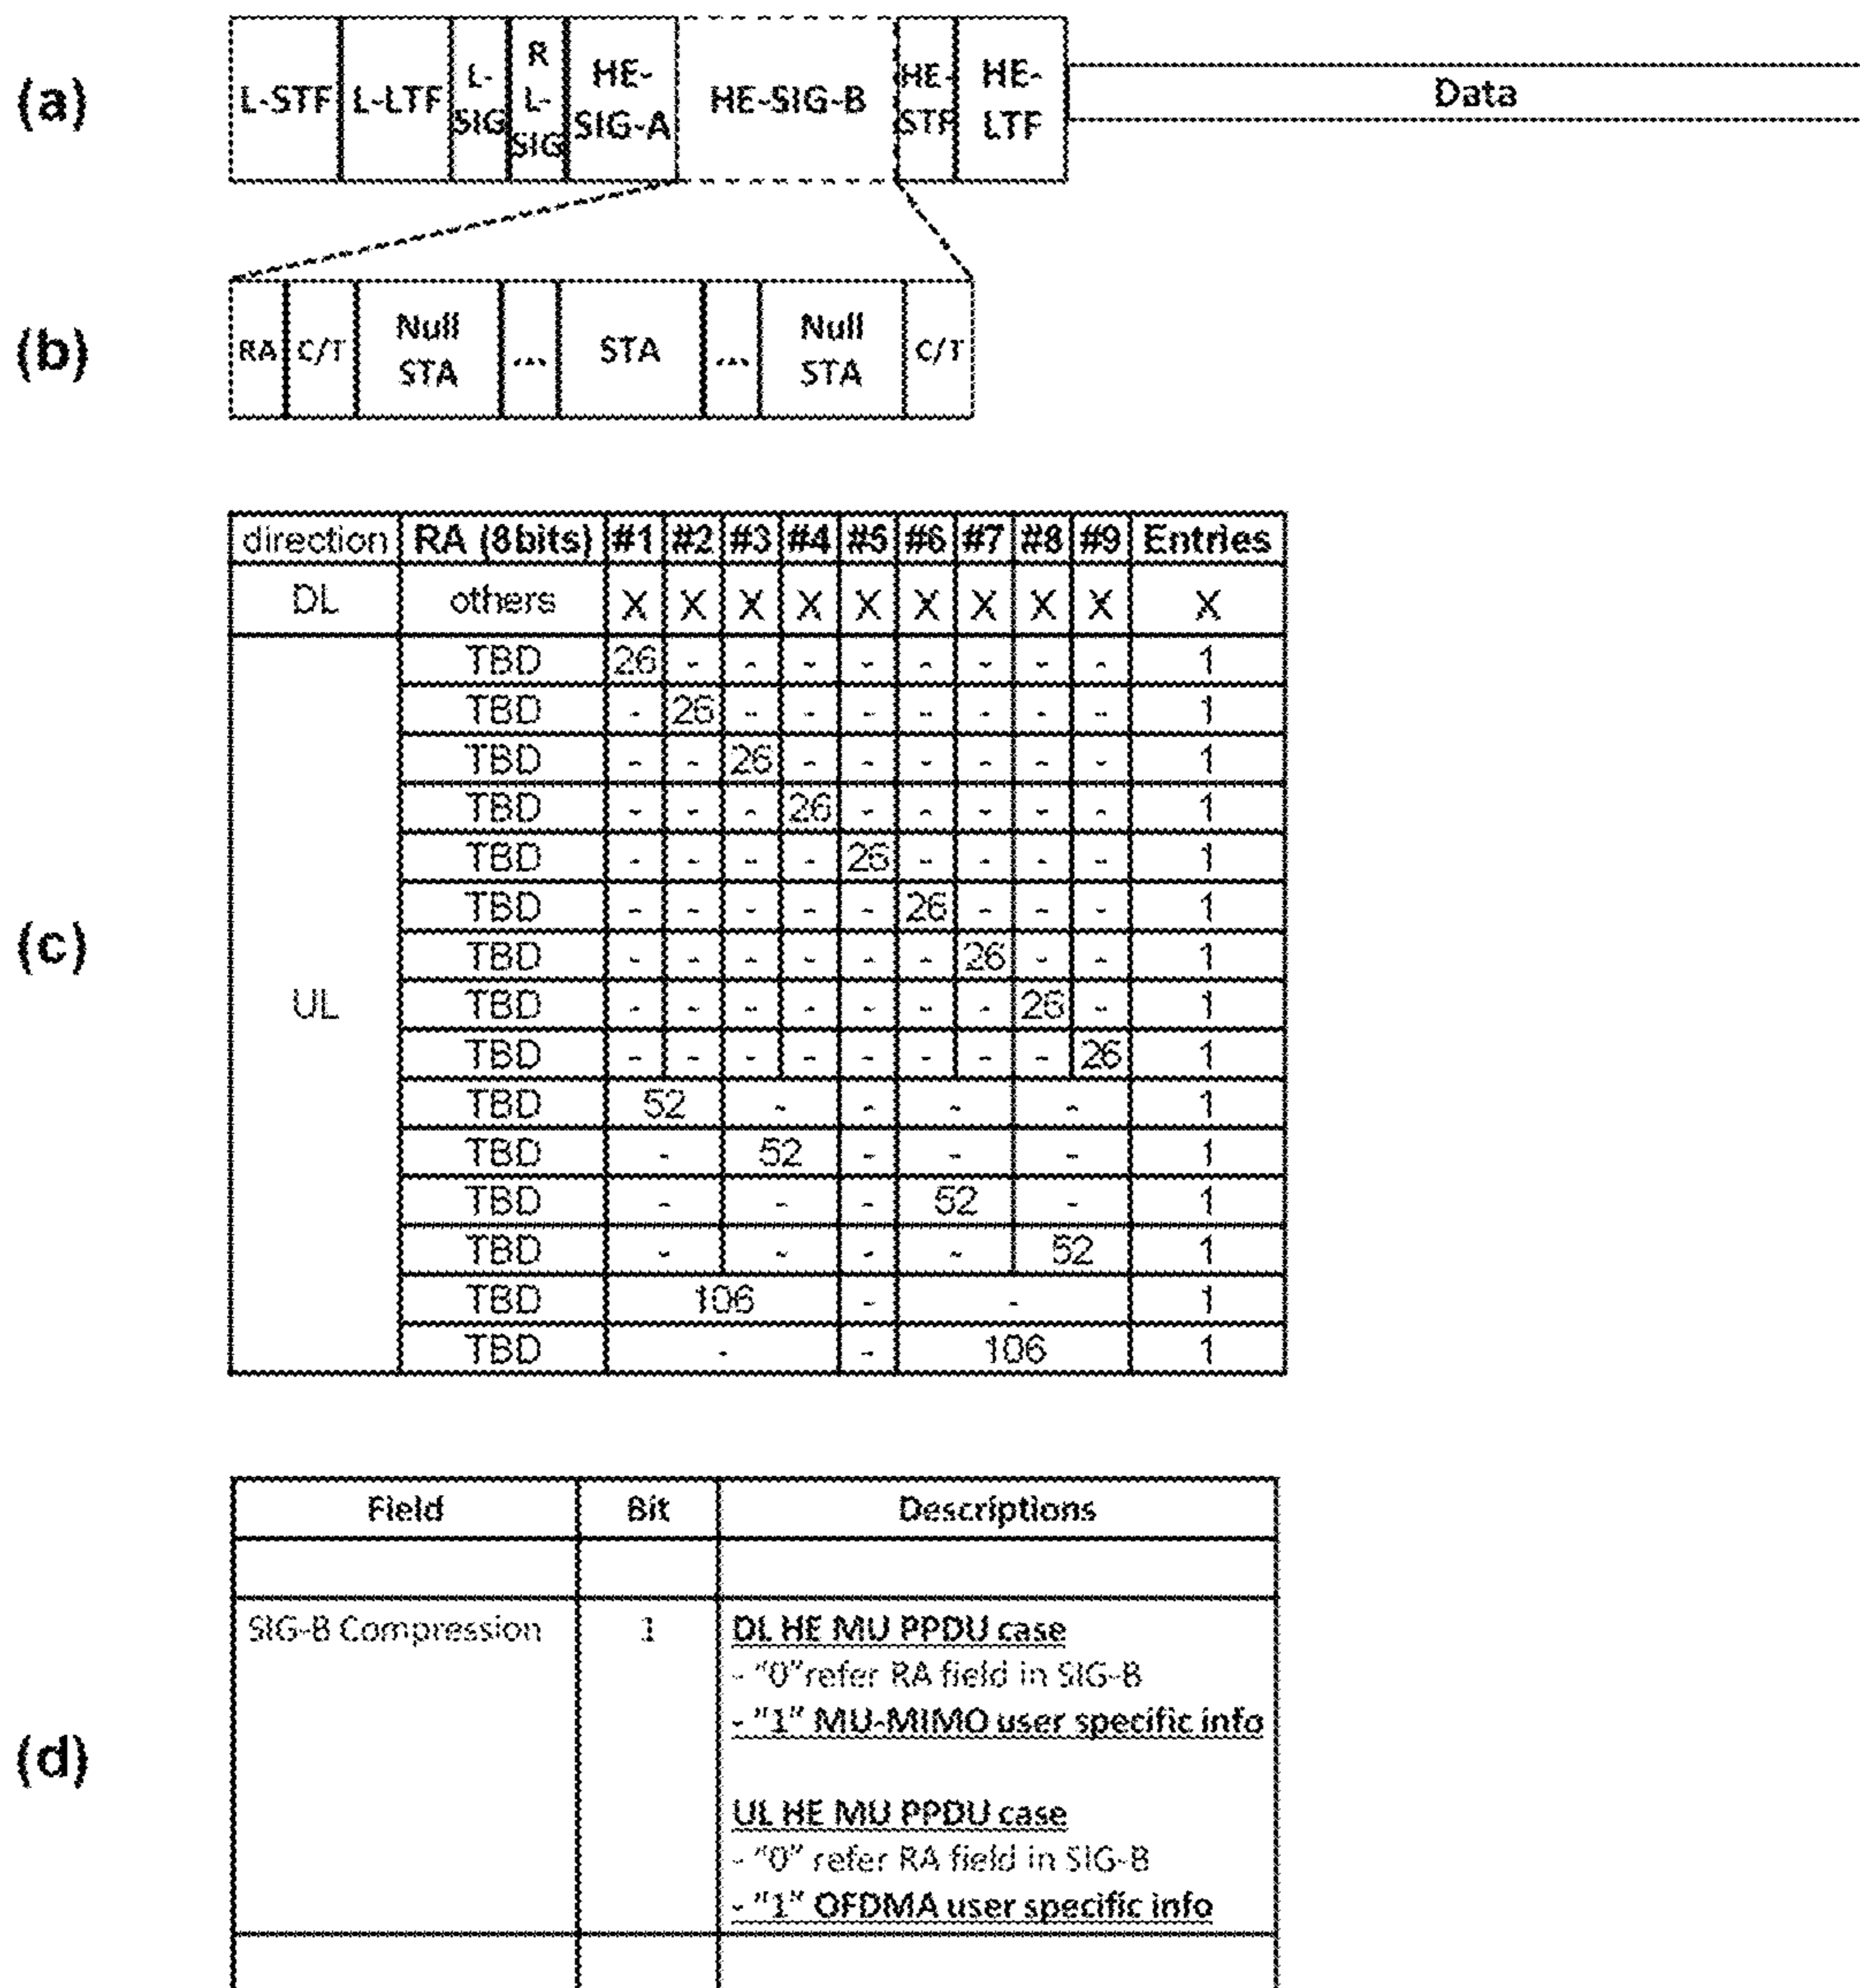 (a)
L-STF L-LTF L-SIG R L-SIG HE-SIG-A HE-SIG-B HE-STF HE-LTF Data
(b)
RA C/T Null STA ... STA ... Null STA C/T
(c)
direction RA (8bits) #1 #2 #3 #4 #5 #6 #7 #8 #9 Entries
DL others X X X X X X X X X X
UL
TBD 26 - - - - - - - - 1
TBD - 26 - - - - - - - 1
TBD - - 26 - - - - - - 1
TBD - - - 26 - - - - - 1
TBD - - - - 26 - - - - 1
TBD - - - - - 26 - - - 1
TBD - - - - - - 26 - - 1
TBD - - - - - - - 26 - 1
TBD - - - - - - - - 26 1
TBD 52 - - - - 1
TBD - 52 - - - 1
TBD - - - 52 - 1
TBD - - - - 52 1
TBD 106 - - 1
TBD - - 106 1
(d)
Field Bit Descriptions
SIG-B Compression 1 DL HE MU PPDU case
- "0"refer RA field in SIG-B
- "1" MU-MIMO user specific info
UL HE MU PPDU case
- "0" refer RA field in SIG-B
- "1" OFDMA user specific info